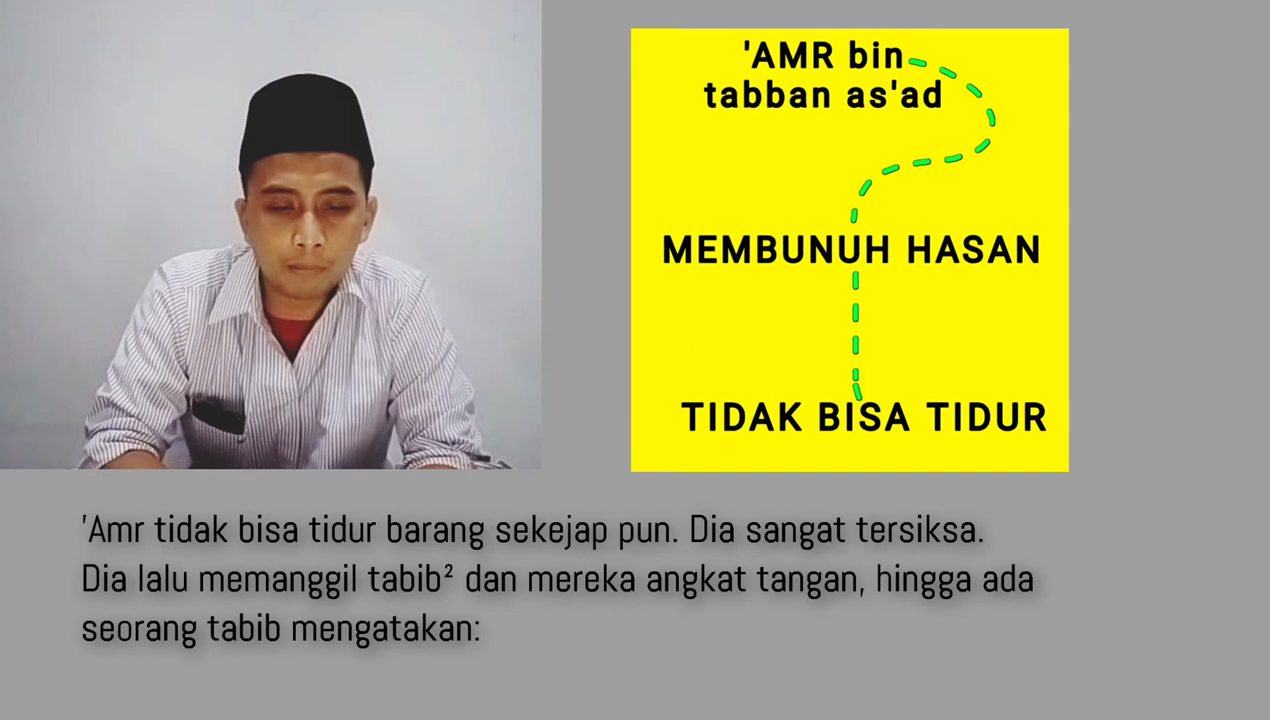 'AMR bin
tabban as'ad
MEMBUNUH HASAN
TIDAK BISA TIDUR
'Amr tidak bisa tidur barang sekejap pun. Dia sangat tersiksa.
Dia lalu memanggil tabib² dan mereka angkat tangan, hingga ada
seorang tabib mengatakan: